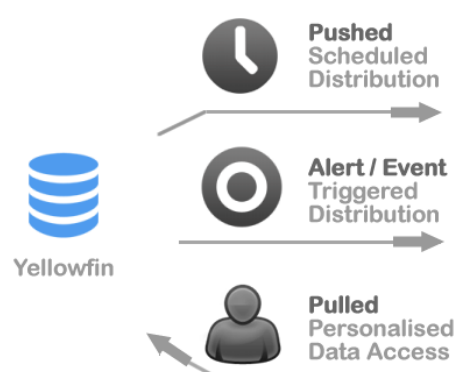 Pushed
Scheduled
Distribution
Alert / Event
Triggered
Distribution
Yellowfin
Pulled
Personalised
Data Access